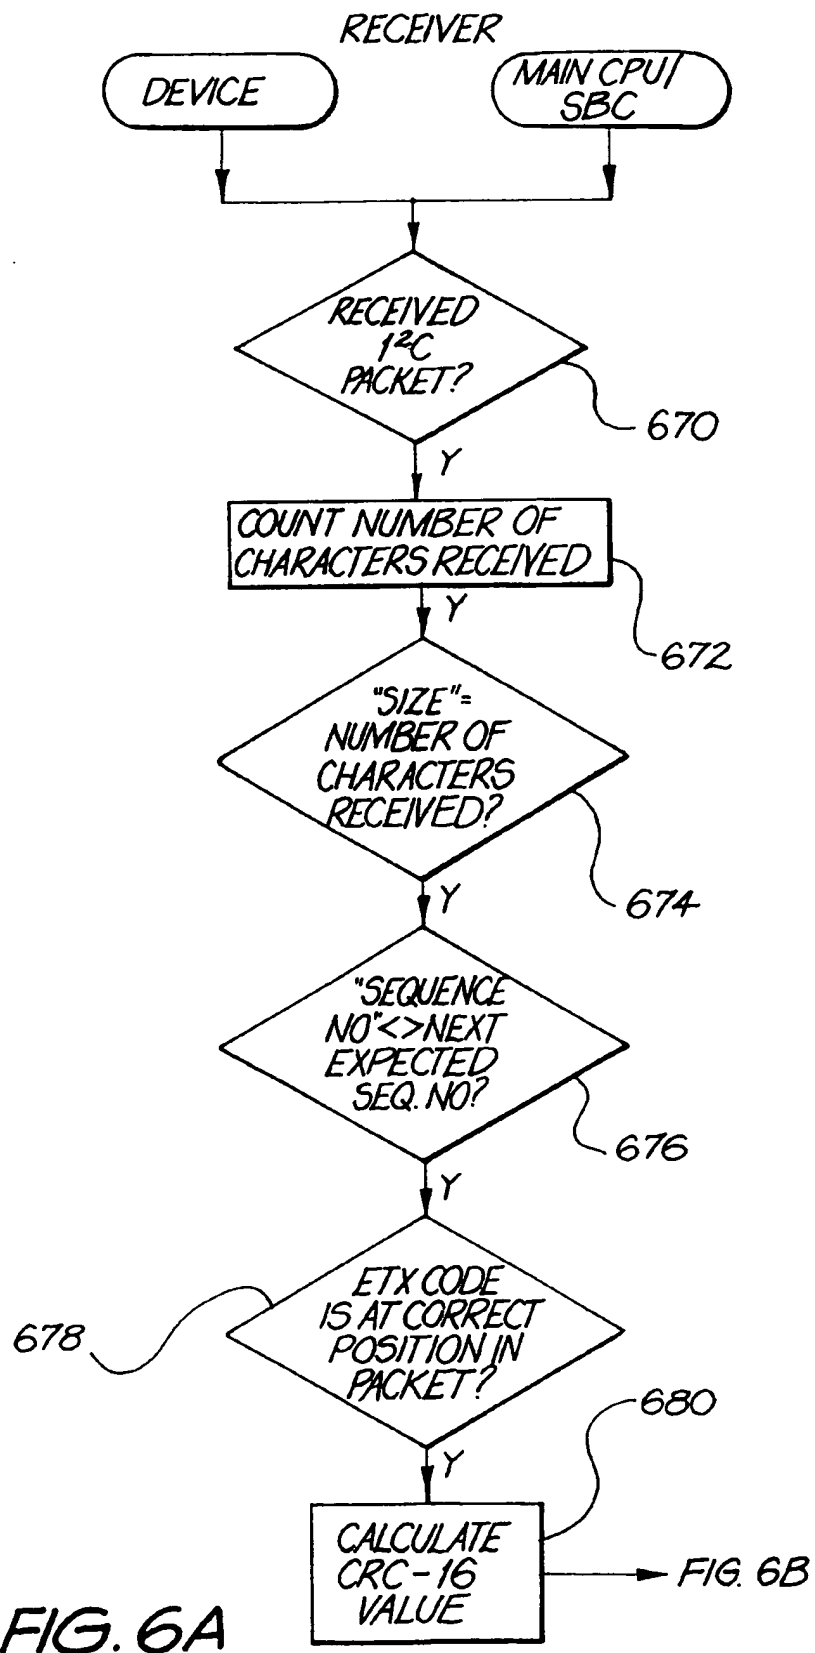 RECEIVER
DEVICE
MAIN CPU/
SBC
RECEIVED
I²C
PACKET?
670
Y
COUNT NUMBER OF
CHARACTERS RECEIVED
672
Y
"SIZE"=
NUMBER OF
CHARACTERS
RECEIVED?
674
Y
"SEQUENCE
NO"<>NEXT
EXPECTED
SEQ. NO?
676
Y
ETX CODE
IS AT CORRECT
POSITION IN
PACKET?
678
Y
680
CALCULATE
CRC-16
VALUE
FIG. 6B
FIG. 6A